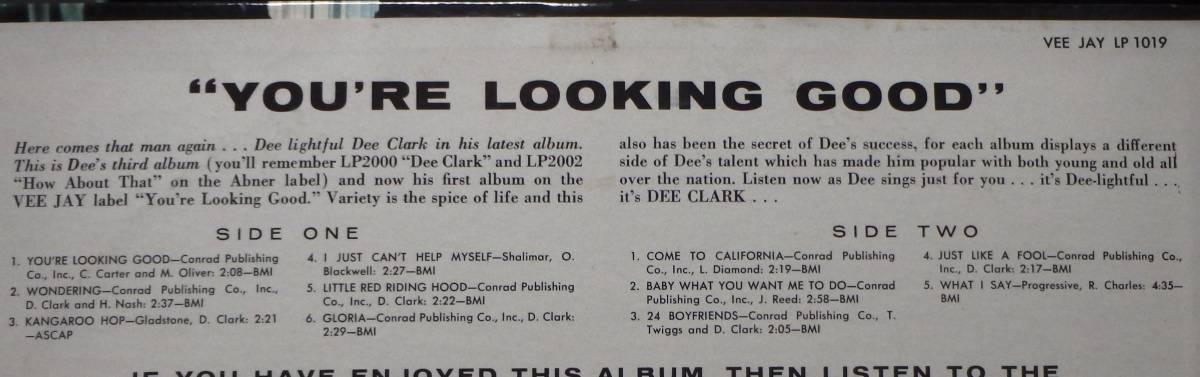 VEE JAY LP 1019
“YOU’RE LOOKING GOOD”
Here comes that man again . . . Dee lightful Dee Clark in his latest album.
This is Dee’s third album (you’ll remember LP2000 “Dee Clark” and LP2002
“How About That” on the Abner label) and now his first album on the
VEE JAY label “You’re Looking Good.” Variety is the spice of life and this
also has been the secret of Dee’s success, for each album displays a different
side of Dee’s talent which has made him popular with both young and old all
over the nation. Listen now as Dee sings just for you . . . it’s Dee-lightful . . .
it’s DEE CLARK . . .
SIDE ONE
1. YOU’RE LOOKING GOOD—Conrad Publishing
Co., Inc., C. Carter and M. Oliver: 2:08—BMI
2. WONDERING—Conrad Publishing Co., Inc.,
D. Clark and H. Nash: 2:37—BMI
3. KANGAROO HOP—Gladstone, D. Clark: 2:21
—ASCAP
4. I JUST CAN’T HELP MYSELF—Shalimar, O.
Blackwell: 2:27—BMI
5. LITTLE RED RIDING HOOD—Conrad Publishing
Co., Inc., D. Clark: 2:22—BMI
6. GLORIA—Conrad Publishing Co., Inc., D. Clark:
2:29—BMI
SIDE TWO
1. COME TO CALIFORNIA—Conrad Publishing
Co., Inc., L. Diamond: 2:19—BMI
2. BABY WHAT YOU WANT ME TO DO—Conrad
Publishing Co., Inc., J. Reed: 2:58—BMI
3. 24 BOYFRIENDS—Conrad Publishing Co., T.
Twiggs and D. Clark: 2:05—BMI
4. JUST LIKE A FOOL—Conrad Publishing Co.,
Inc., D. Clark: 2:17—BMI
5. WHAT I SAY—Progressive, R. Charles: 4:35—
BMI
IF YOU HAVE ENJOYED THIS ALBUM, THEN LISTEN TO THE